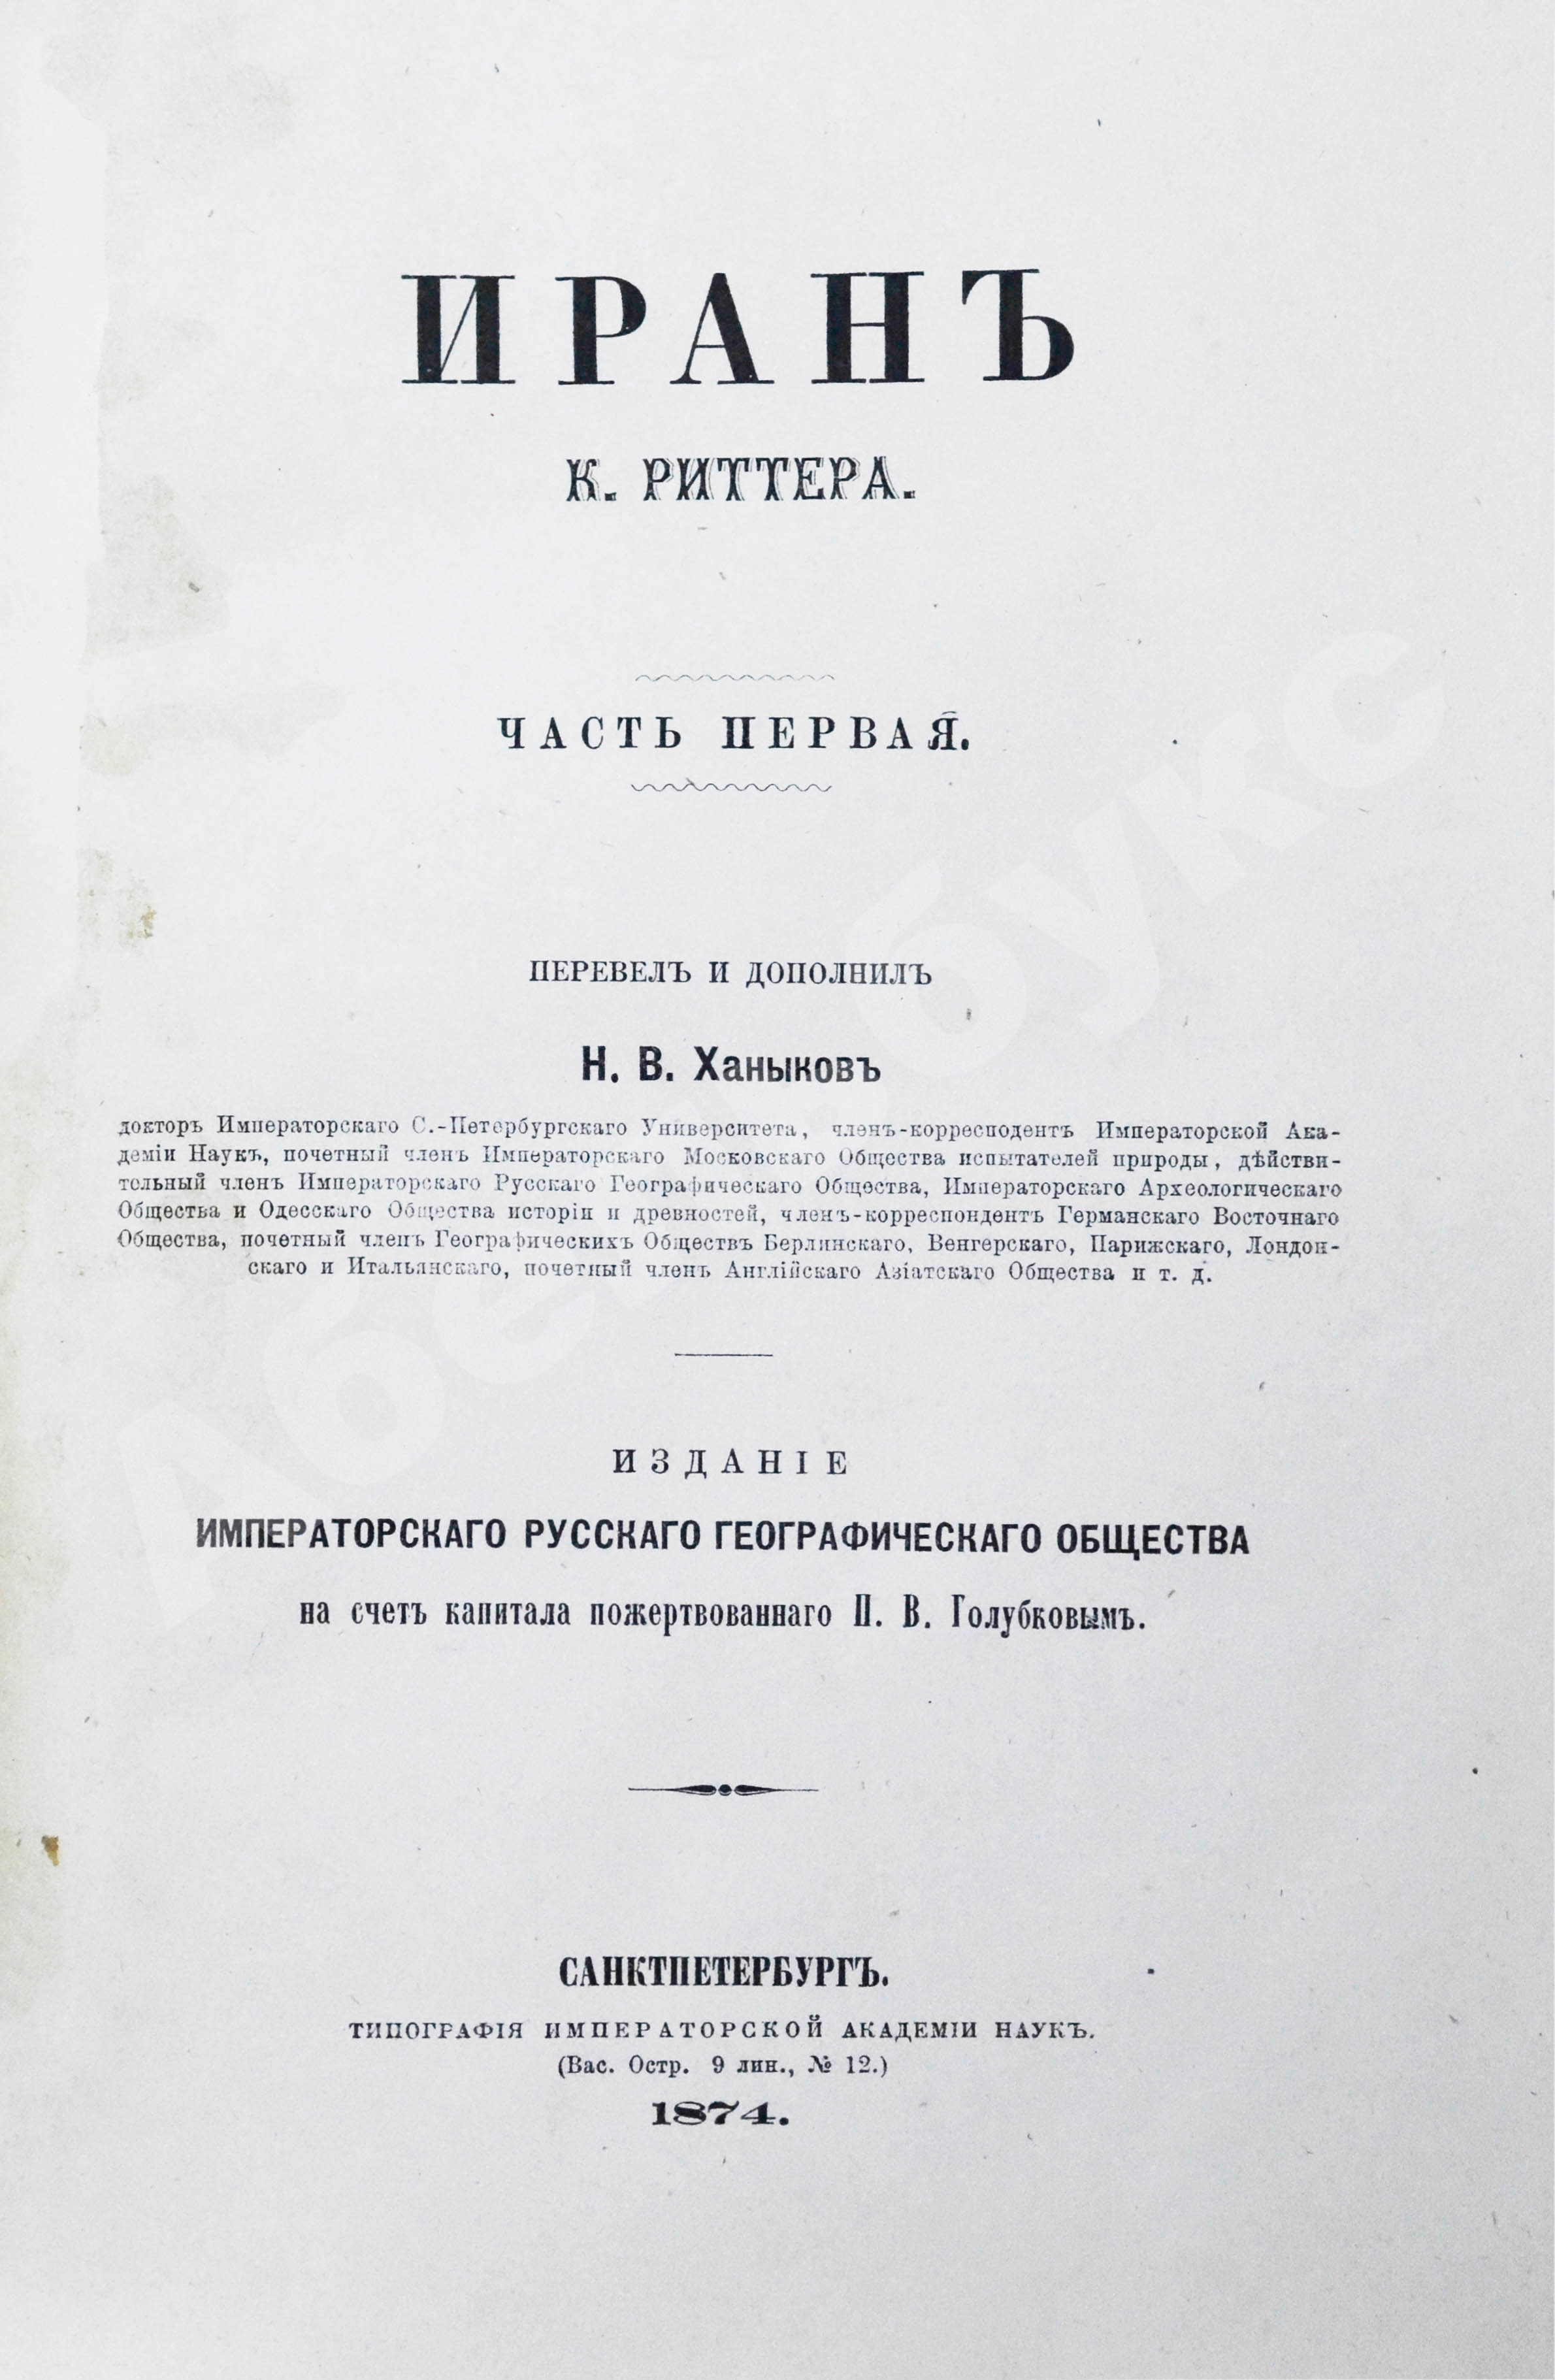 ИРАНЪ
К. РИТТЕРА.
ЧАСТЬ ПЕРВАЯ.
ПЕРЕВЕЛЪ И ДОПОЛНИЛЪ
Н. В. Ханыковъ
докторъ Императорскаго С.-Петербургскаго Университета, членъ-корресподентъ Императорской Ака-
деміи Наукъ, почетный членъ Императорскаго Московскаго Общества испытателей природы, дѣйстви-
тельный членъ Императорскаго Русскаго Географическаго Общества, Императорскаго Археологическаго
Общества и Одесскаго Общества исторіи и древностей, членъ-корреспондентъ Германскаго Восточнаго
Общества, почетный членъ Географическихъ Обществъ Берлинскаго, Венгерскаго, Парижскаго, Лондон-
скаго и Итальянскаго, почетный членъ Англійскаго Азіатскаго Общества и т. д.
ИЗДАНІЕ
ИМПЕРАТОРСКАГО РУССКАГО ГЕОГРАФИЧЕСКАГО ОБЩЕСТВА
на счетъ капитала пожертвованнаго П. В. Голубковымъ.
САНКТПЕТЕРБУРГЪ.
ТИПОГРАФІЯ ИМПЕРАТОРСКОЙ АКАДЕМІИ НАУКЪ.
(Вас. Остр. 9 лин., № 12.)
1874.